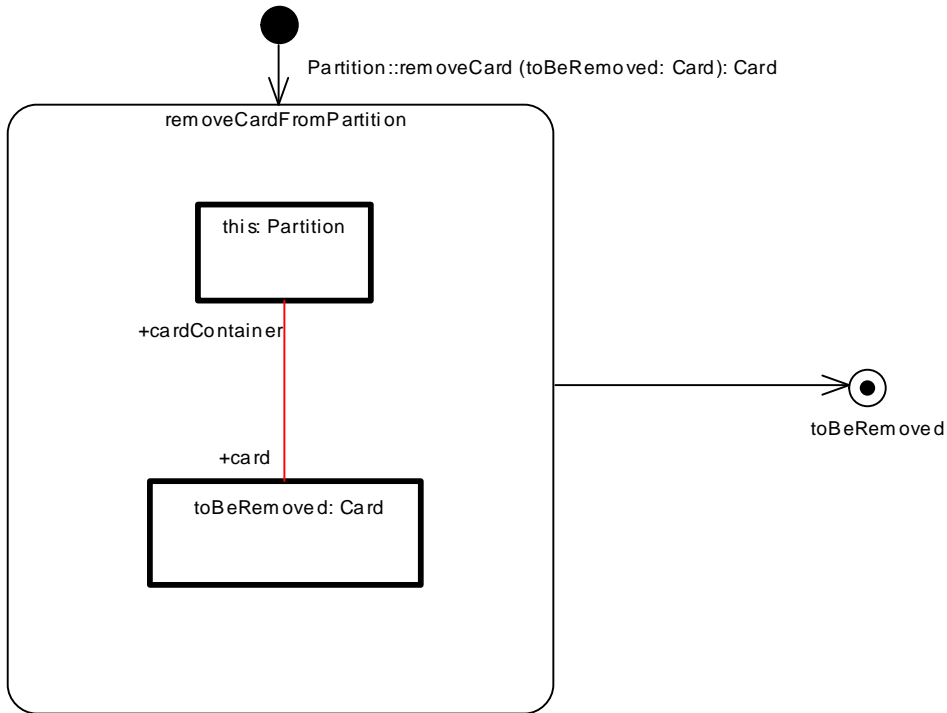 Partition::removeCard (toBeRemoved: Card): Card
removeCardFromPartition
this: Partition
+cardContainer
+card
toBeRemoved: Card
toBeRemoved